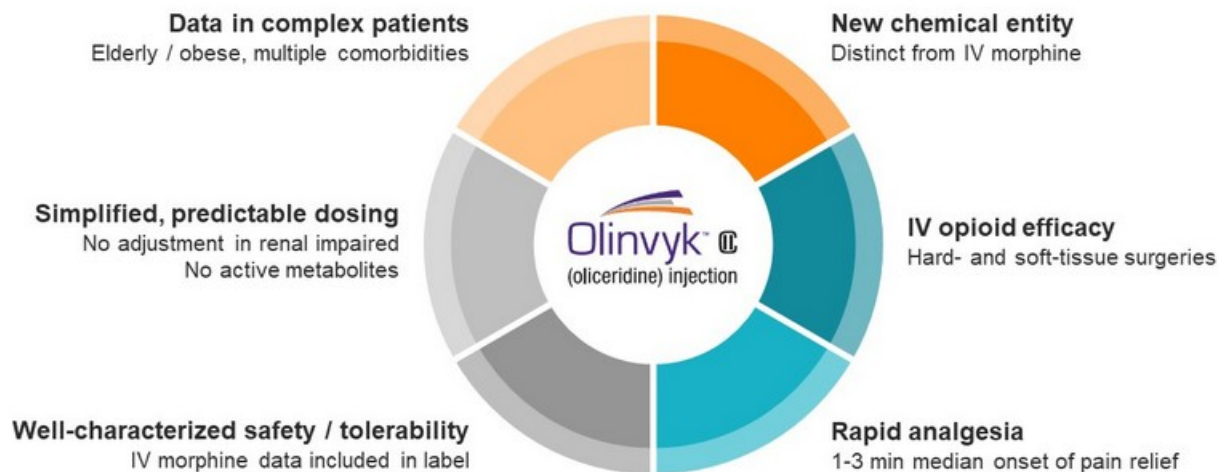 Data in complex patients
Elderly / obese, multiple comorbidities
New chemical entity
Distinct from IV morphine
Simplified, predictable dosing
No adjustment in renal impaired
No active metabolites
Olinvyk™ CII
(oliceridine) injection
IV opioid efficacy
Hard- and soft-tissue surgeries
Well-characterized safety / tolerability
IV morphine data included in label
Rapid analgesia
1-3 min median onset of pain relief